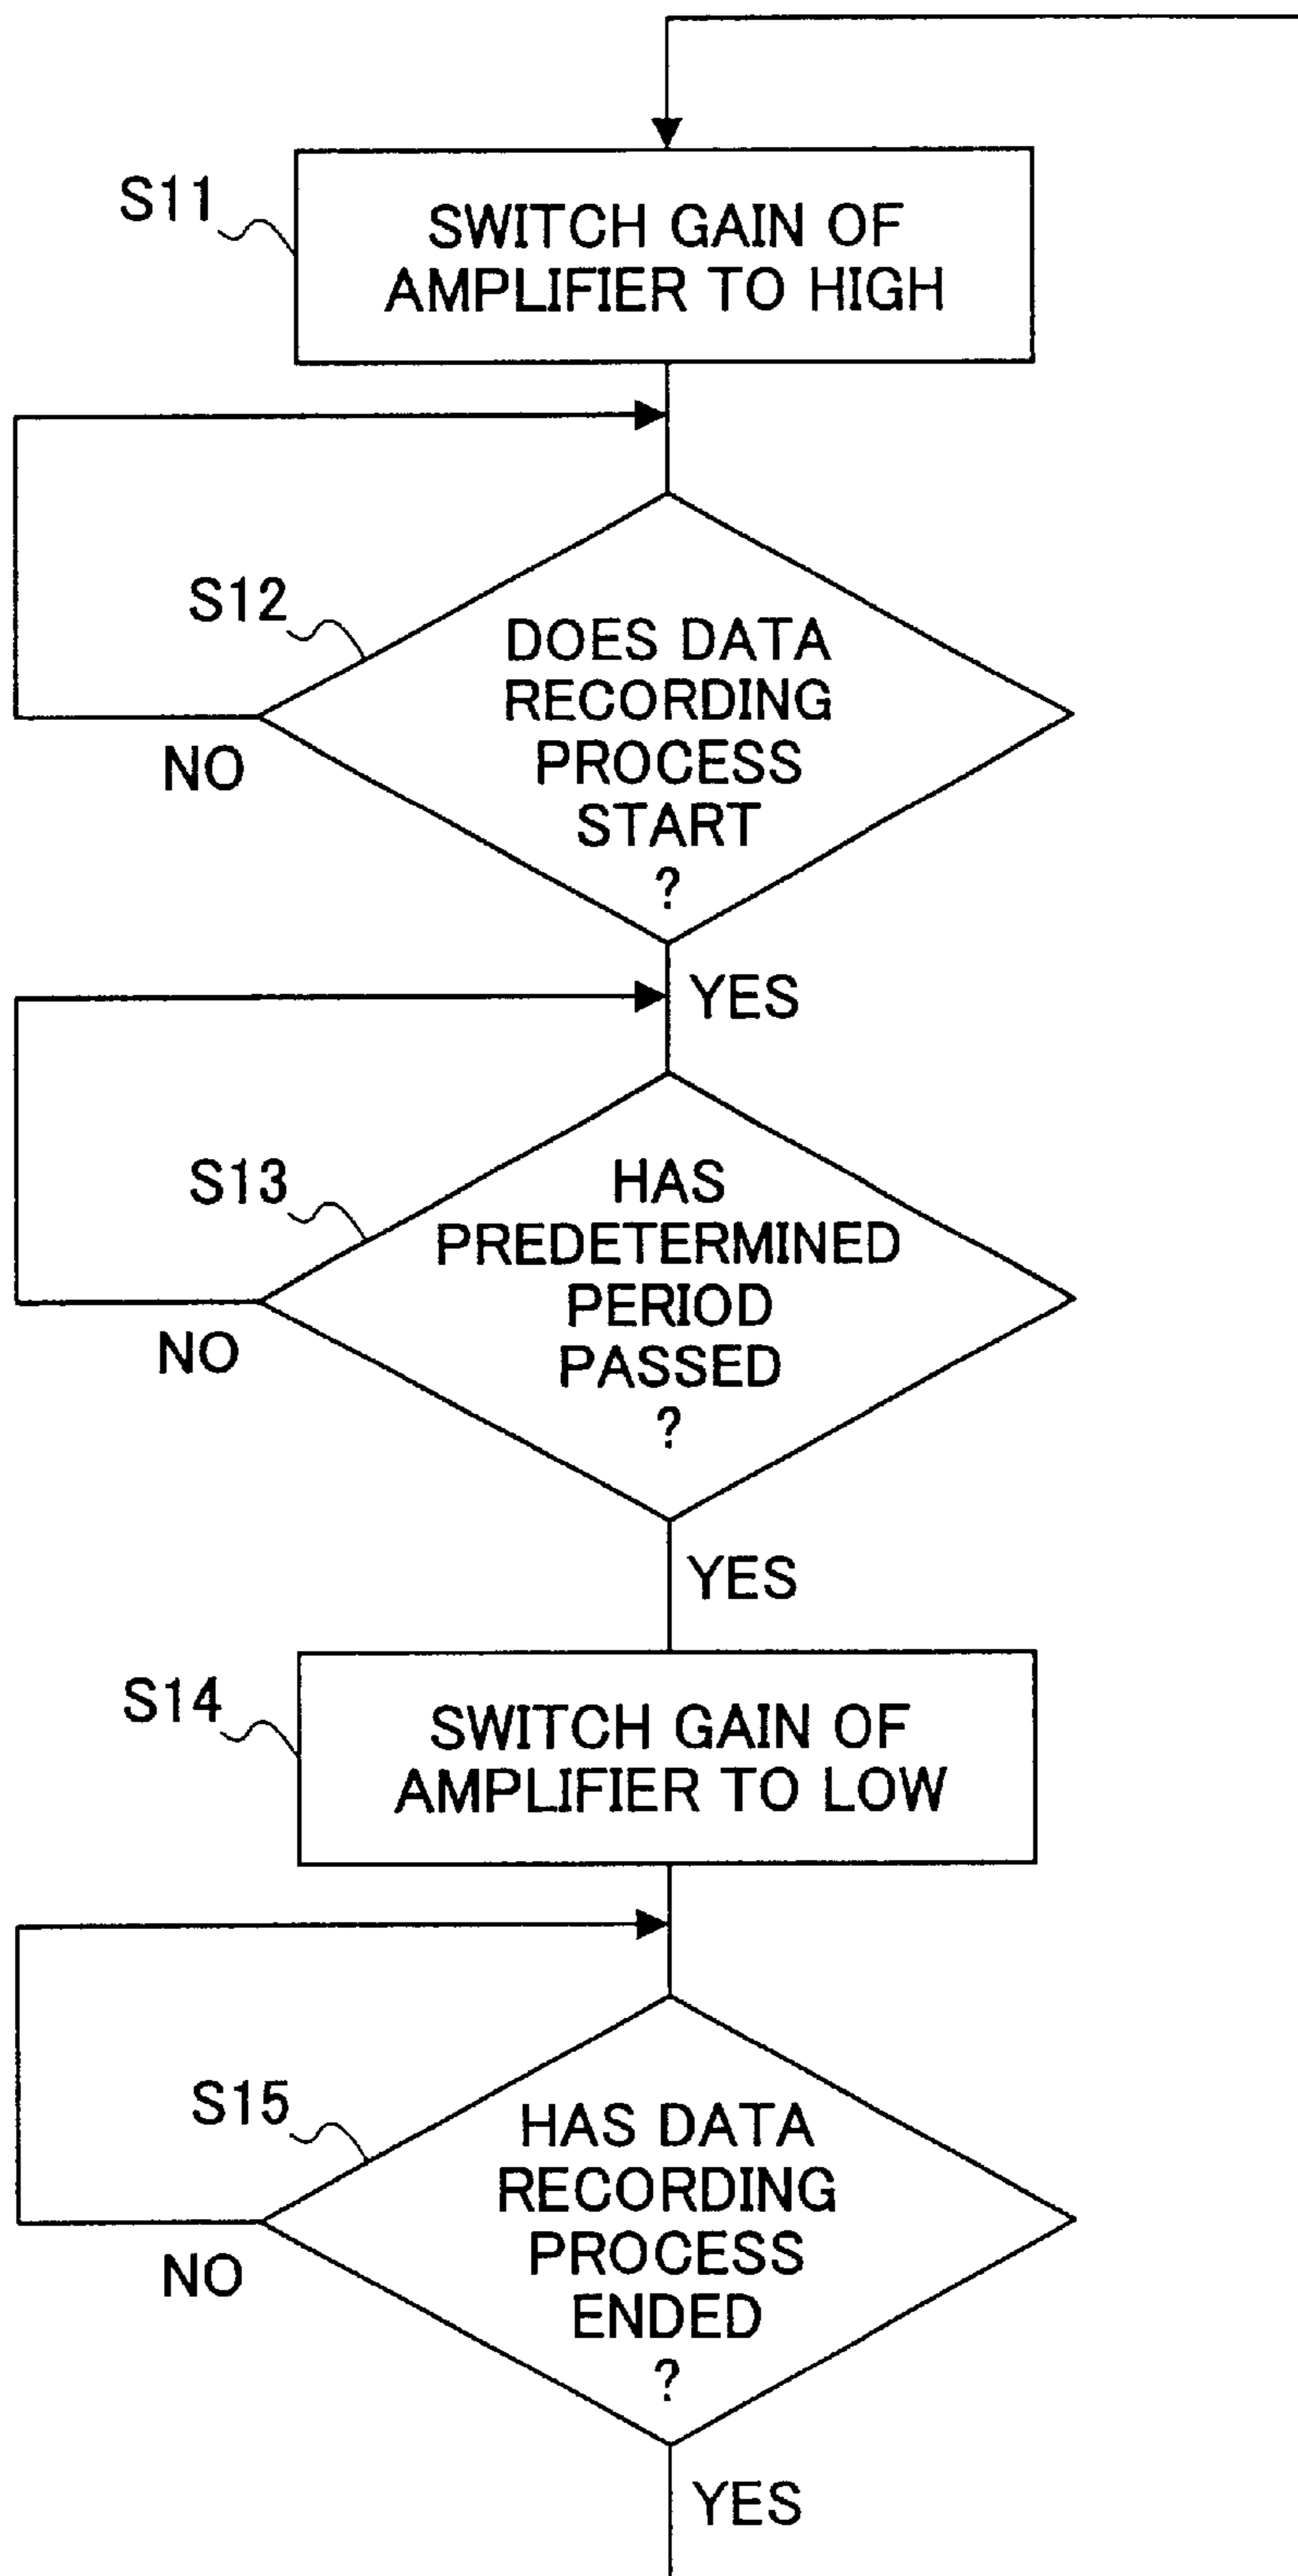 S11
SWITCH GAIN OF
AMPLIFIER TO HIGH
S12
DOES DATA
RECORDING
PROCESS
START
?
NO
YES
S13
HAS
PREDETERMINED
PERIOD
PASSED
?
NO
YES
S14
SWITCH GAIN OF
AMPLIFIER TO LOW
S15
HAS DATA
RECORDING
PROCESS
ENDED
?
NO
YES